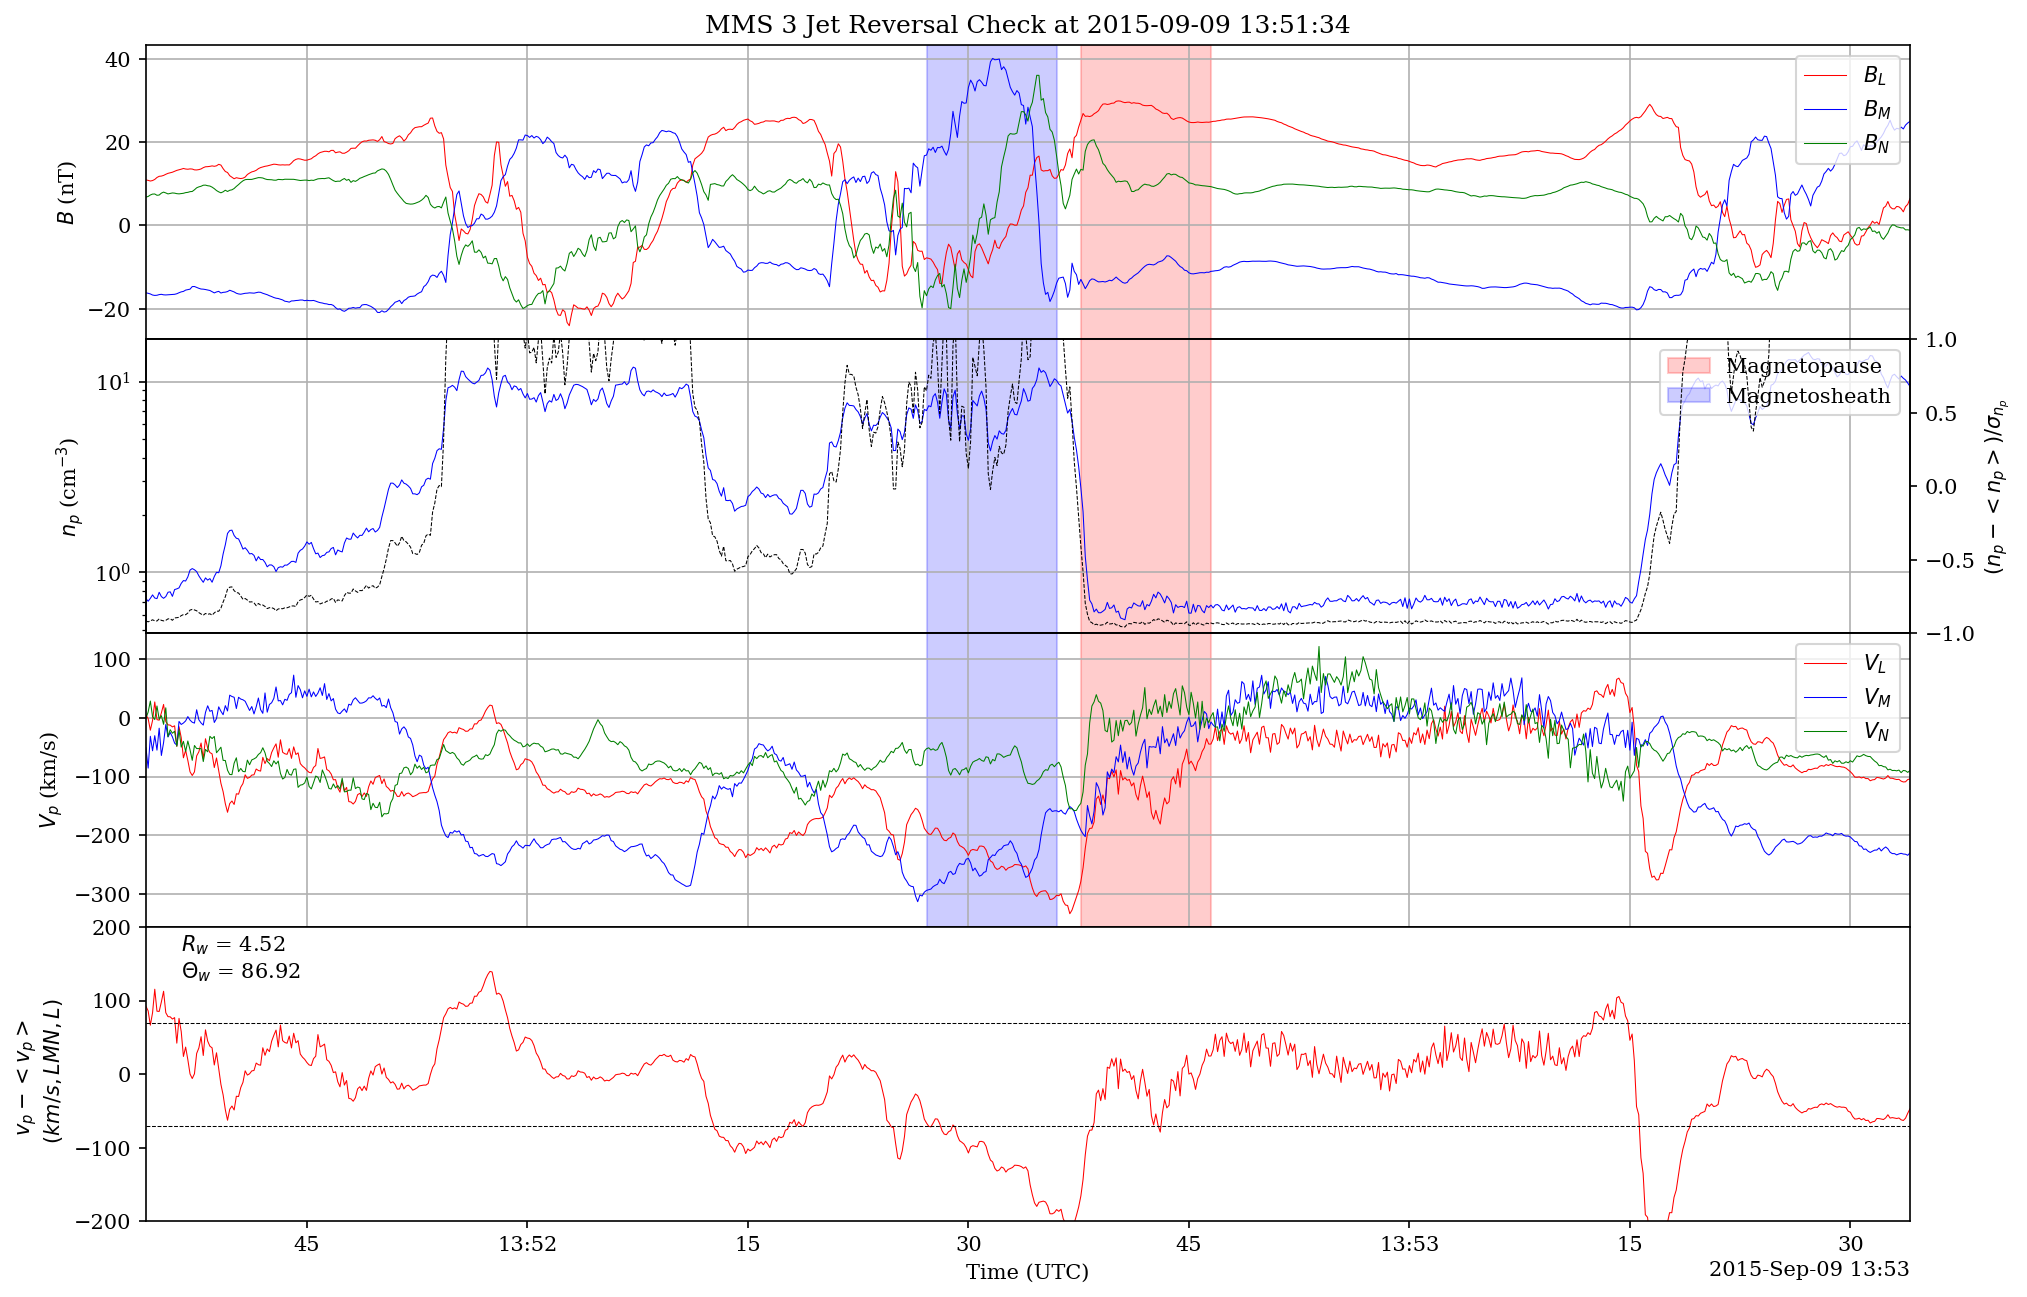 MMS 3 Jet Reversal Check at 2015-09-09 13:51:34
40
20
0
−20
B (nT)
B_L
B_M
B_N
10^1
10^0
n_p (cm^{−3})
1.0
0.5
0.0
−0.5
−1.0
(n_p − < n_p >)/σ_{n_p}
Magnetopause
Magnetosheath
100
0
−100
−200
−300
V_p (km/s)
V_L
V_M
V_N
200
100
0
−100
−200
v_p − < v_p >
(km/s, LMN, L)
R_w = 4.52
Θ_w = 86.92
45
13:52
15
30
45
13:53
15
30
Time (UTC)
2015-Sep-09 13:53